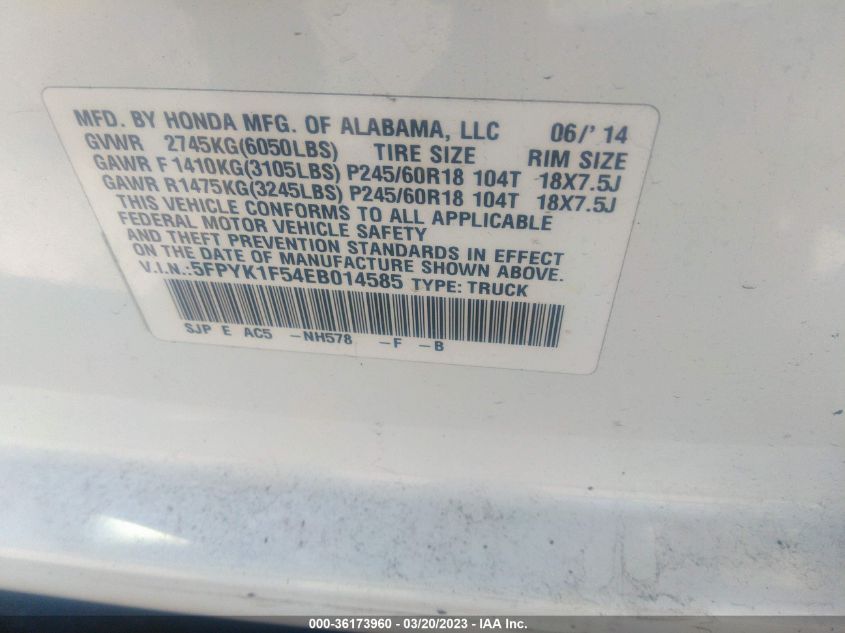 MFD. BY HONDA MFG. OF ALABAMA, LLC 06/' 14
GVWR 2745KG(6050LBS) TIRE SIZE RIM SIZE
GAWR F 1410KG(3105LBS) P245/60R18 104T 18X7.5J
GAWR R1475KG(3245LBS) P245/60R18 104T 18X7.5J
THIS VEHICLE CONFORMS TO ALL APPLICABLE
FEDERAL MOTOR VEHICLE SAFETY
AND THEFT PREVENTION STANDARDS IN EFFECT
ON THE DATE OF MANUFACTURE SHOWN ABOVE.
V.I.N.:5FPYK1F54EB014585 TYPE: TRUCK
SJP E AC5 -NH578 -F -B
000-36173960 - 03/20/2023 - IAA Inc.